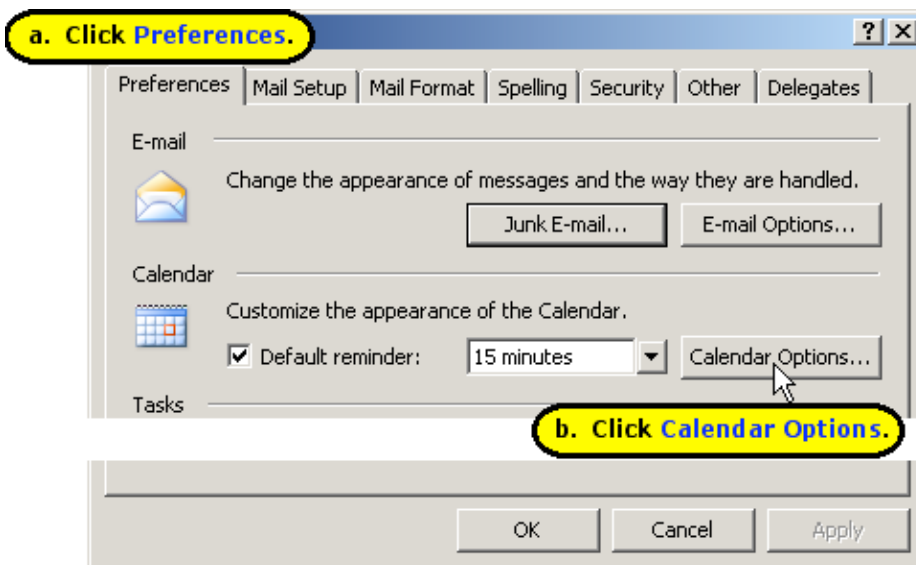 a. Click Preferences.
Preferences Mail Setup Mail Format Spelling Security Other Delegates
E-mail
Change the appearance of messages and the way they are handled.
Junk E-mail... E-mail Options...
Calendar
Customize the appearance of the Calendar.
Default reminder: 15 minutes Calendar Options...
Tasks
b. Click Calendar Options.
OK Cancel Apply